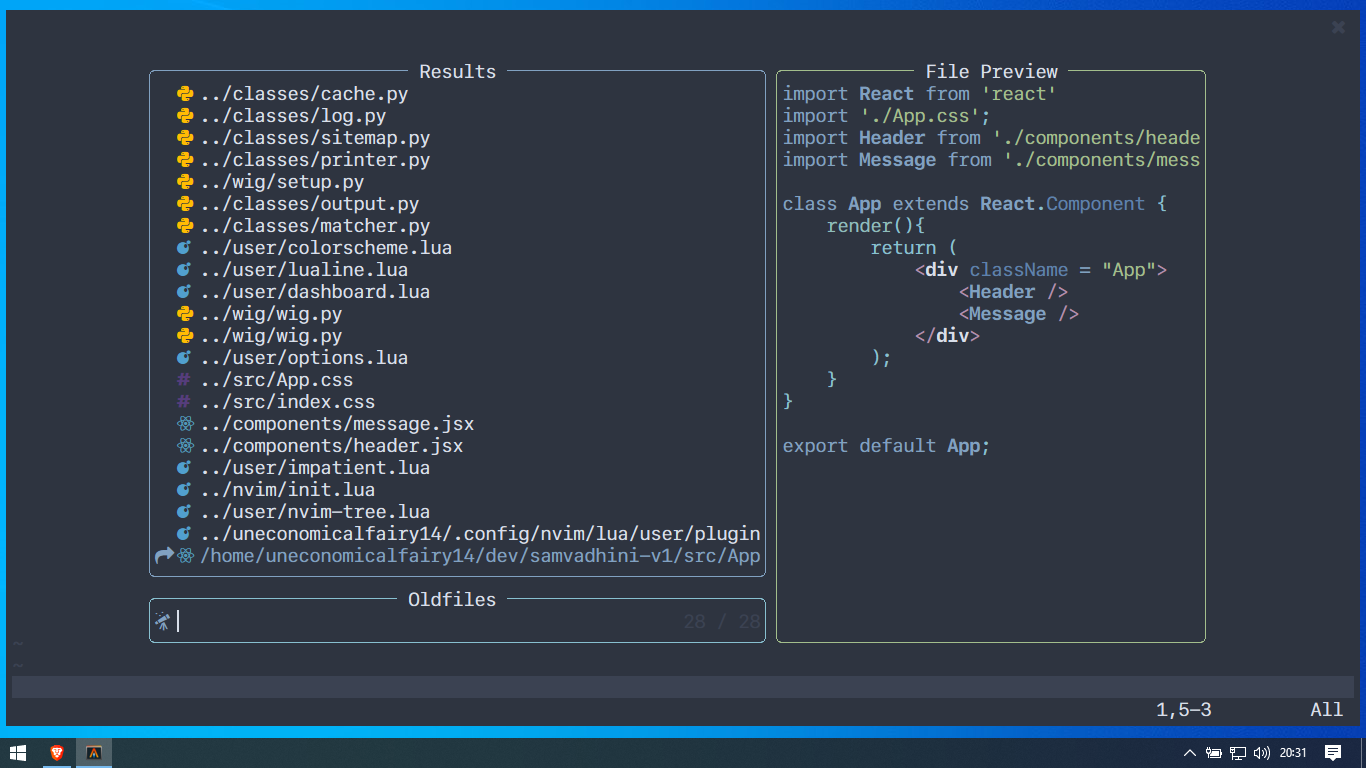 Results
../classes/cache.py
../classes/log.py
../classes/sitemap.py
../classes/printer.py
../wig/setup.py
../classes/output.py
../classes/matcher.py
../user/colorscheme.lua
../user/lualine.lua
../user/dashboard.lua
../wig/wig.py
../wig/wig.py
../user/options.lua
../src/App.css
../src/index.css
../components/message.jsx
../components/header.jsx
../user/impatient.lua
../nvim/init.lua
../user/nvim-tree.lua
../uneconomicalfairy14/.config/nvim/lua/user/plugin
/home/uneconomicalfairy14/dev/samvadhini-v1/src/App
Oldfiles
28 / 28
File Preview
import React from 'react'
import './App.css';
import Header from './components/heade
import Message from './components/mess
class App extends React.Component {
    render(){
        return (
            <div className = "App">
                <Header />
                <Message />
            </div>
        );
    }
}
export default App;
~
~
1,5-3 All
20:31